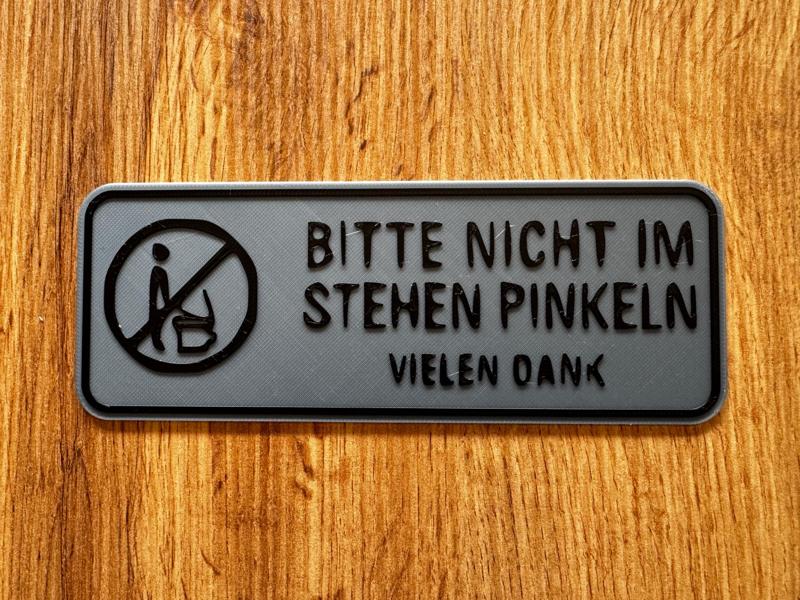 BITTE NICHT IM
STEHEN PINKELN
VIELEN DANK